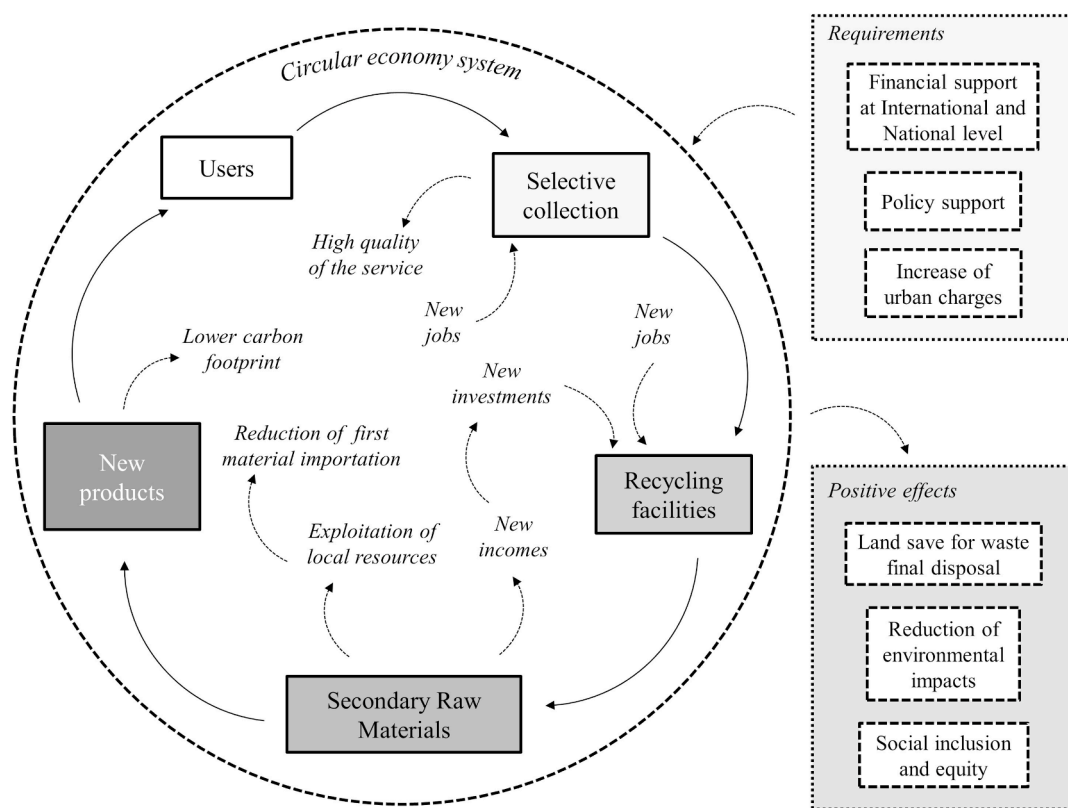 Circular economy system
Users
Selective
collection
High quality
of the service
New
jobs
New
jobs
Lower carbon
footprint
New
investments
Reduction of first
material importation
New
products
Recycling
facilities
Exploitation of
local resources
New
incomes
Secondary Raw
Materials
Requirements
Financial support
at International and
National level
Policy support
Increase of
urban charges
Positive effects
Land save for waste
final disposal
Reduction of
environmental
impacts
Social inclusion
and equity